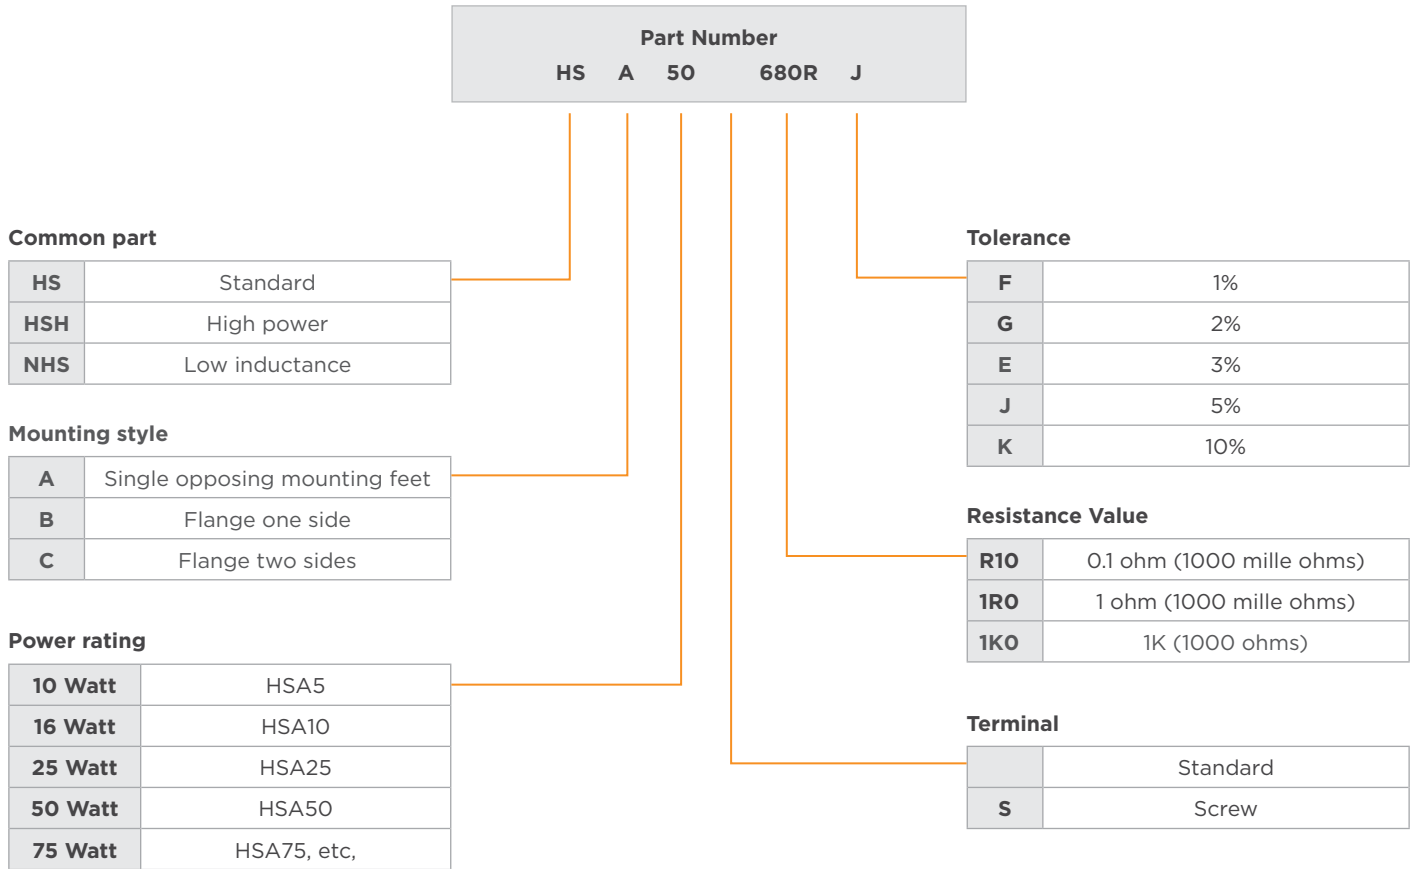 Part Number
HS A 50 680R J
Common part
HS Standard
HSH High power
NHS Low inductance
Mounting style
A Single opposing mounting feet
B Flange one side
C Flange two sides
Power rating
10 Watt HSA5
16 Watt HSA10
25 Watt HSA25
50 Watt HSA50
75 Watt HSA75, etc,
Tolerance
F 1%
G 2%
E 3%
J 5%
K 10%
Resistance Value
R10 0.1 ohm (1000 mille ohms)
1R0 1 ohm (1000 mille ohms)
1K0 1K (1000 ohms)
Terminal
Standard
S Screw